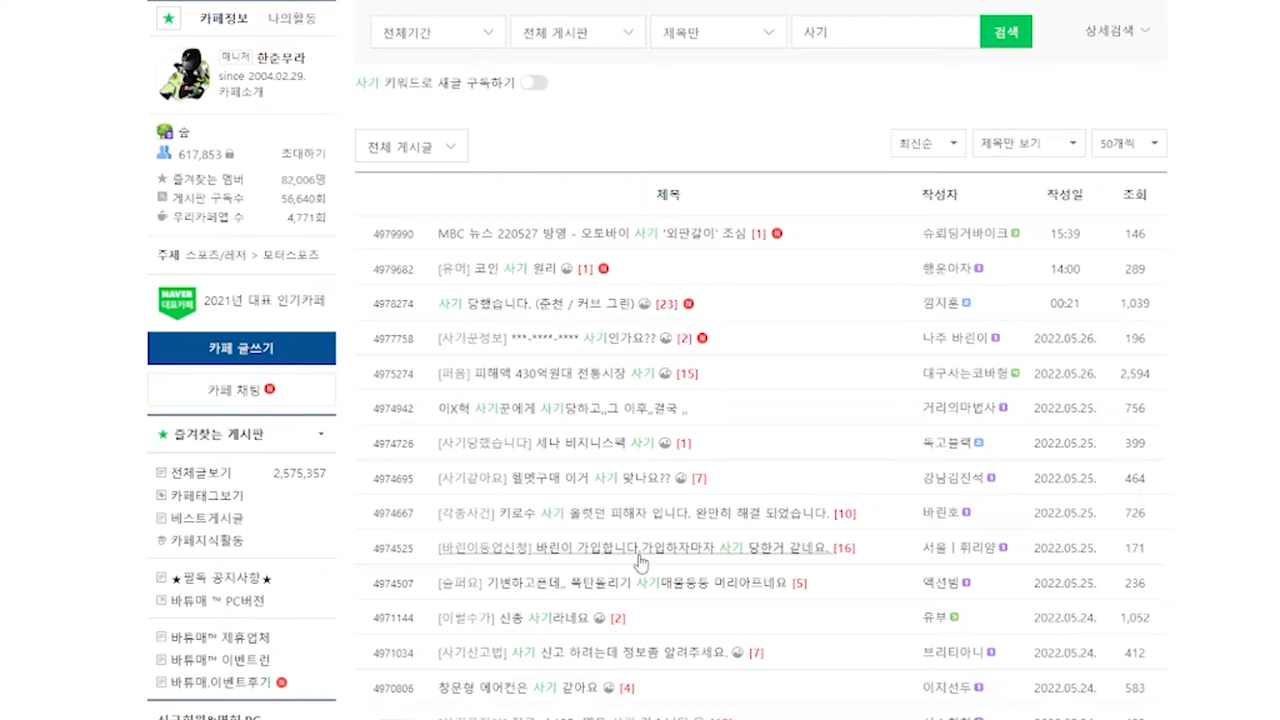 카페정보 나의활동
매니저 한준무라
since 2004.02.29.
카페소개
숲
617,853 초대하기
즐겨찾는 멤버 82,006명
게시판 구독수 56,640회
우리카페앱 수 4,771회
주제 스포츠/레저 > 모터스포츠
NAVER
대표카페
2021년 대표 인기카페
카페 글쓰기
카페 채팅 N
즐겨찾는 게시판
전체글보기 2,575,357
카페태그보기
베스트게시글
카페지식활동
★필독 공지사항★
바튜매 ™ PC버전
바튜매™ 제휴업체
바튜매™ 이벤트런
바튜매.이벤트후기 N
전체기간 전체 게시판 제목만 사기 검색 상세검색
사기 키워드로 새글 구독하기
전체 게시글 최신순 제목만 보기 50개씩
제목 작성자 작성일 조회
4979990 MBC 뉴스 220527 방영 - 오토바이 사기 '외판갈이' 조심 [1] N 슈뢰딩거바이크 15:39 146
4979682 [유머] 코인 사기 원리 [1] N 행운아자 14:00 289
4978274 사기 당했습니다. (준천 / 커브 그린) [23] N 낌지훈 00:21 1,039
4977758 [사기꾼정보] ***-****-**** 사기인가요?? [2] N 나주 바린이 2022.05.26. 196
4975274 [퍼옴] 피해액 430억원대 전통시장 사기 [15] 대구사는코바형 2022.05.26. 2,594
4974942 이X혁 사기꾼에게 사기당하고,,그 이후,,결국 ,, 거리의마법사 2022.05.25. 756
4974726 [사기당했습니다] 세나 비지니스팩 사기 [1] 독고블랙 2022.05.25. 399
4974695 [사기같아요] 헬멧구매 이거 사기 맞나요?? [7] 강남김진석 2022.05.25. 464
4974667 [각종사건] 키로수 사기 올렷던 피해자 입니다. 완만히 해결 되었습니다. [10] 바린호 2022.05.25. 726
4974525 [바린이등업신청] 바린이 가입합니다.가입하자마자 사기 당한거 같네요. [16] 서울ㅣ휘리얌 2022.05.25. 171
4974507 [슬퍼요] 기변하고픈데,, 폭탄돌리기 사기매물등등 머리아프네요 [5] 액션빔 2022.05.25. 236
4971144 [이럴수가] 신종 사기라네요 [2] 유부 2022.05.24. 1,052
4971034 [사기신고법] 사기 신고 하려는데 정보좀 알려주세요. [7] 브리티아니 2022.05.24. 412
4970806 창문형 에어컨은 사기 같아요 [4] 이지선두 2022.05.24. 583